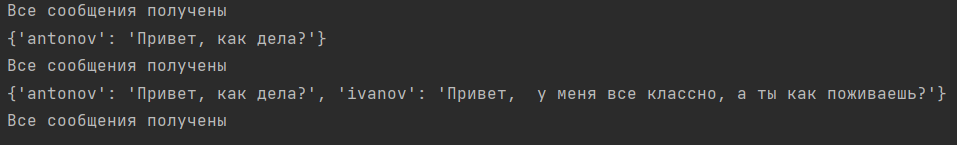 Все сообщения получены
{'antonov': 'Привет, как дела?'}
Все сообщения получены
{'antonov': 'Привет, как дела?', 'ivanov': 'Привет,  у меня все классно, а ты как поживаешь?'}
Все сообщения получены